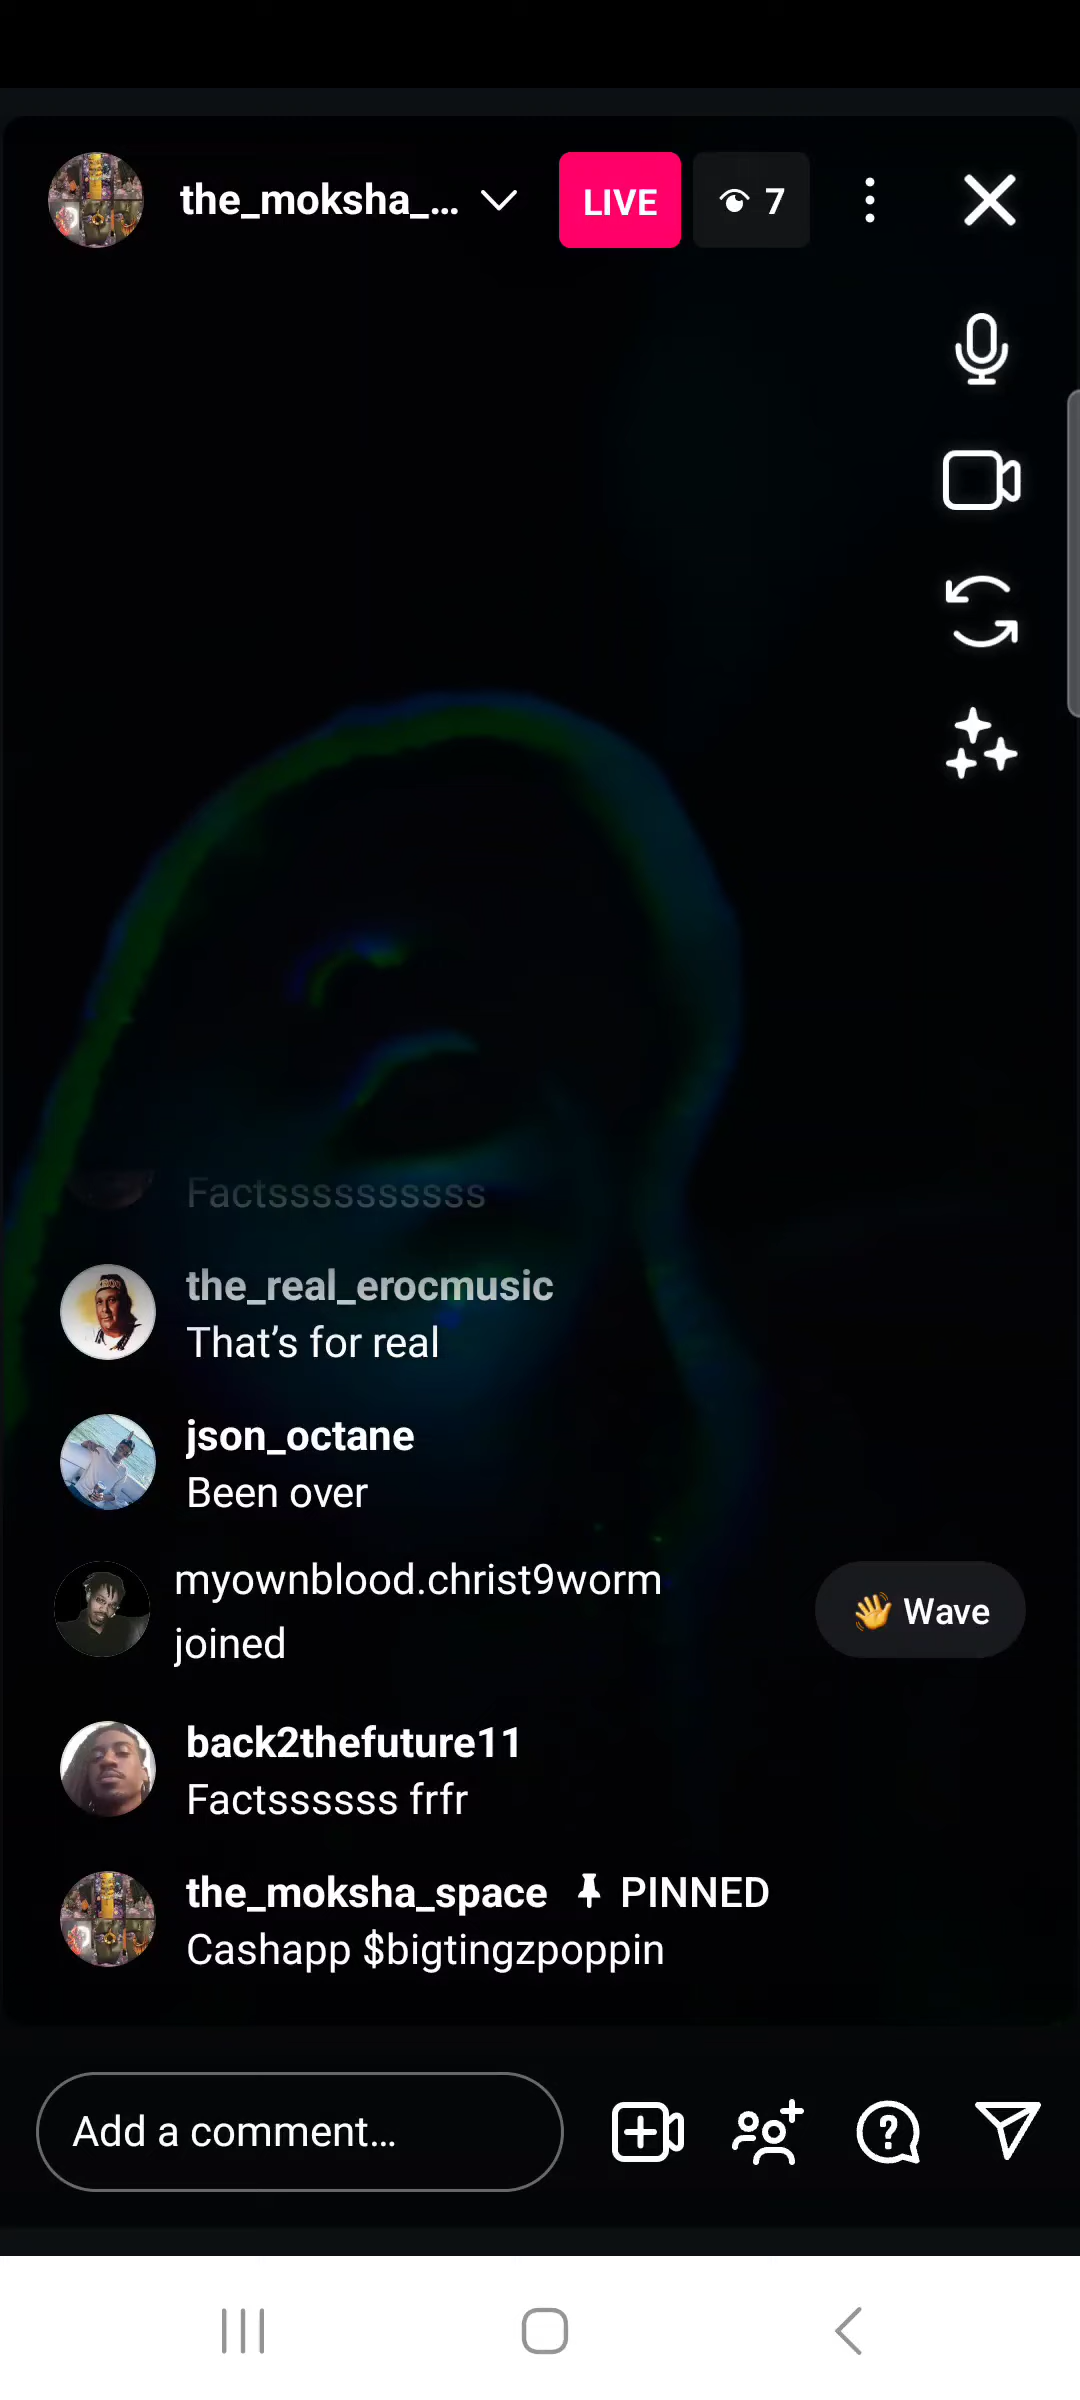 the_moksha_... LIVE 7
Factssssssssss
the_real_erocmusic
That’s for real
json_octane
Been over
myownblood.christ9worm
joined
👋 Wave
back2thefuture11
Factssssss frfr
the_moksha_space PINNED
Cashapp $bigtingzpoppin
Add a comment...